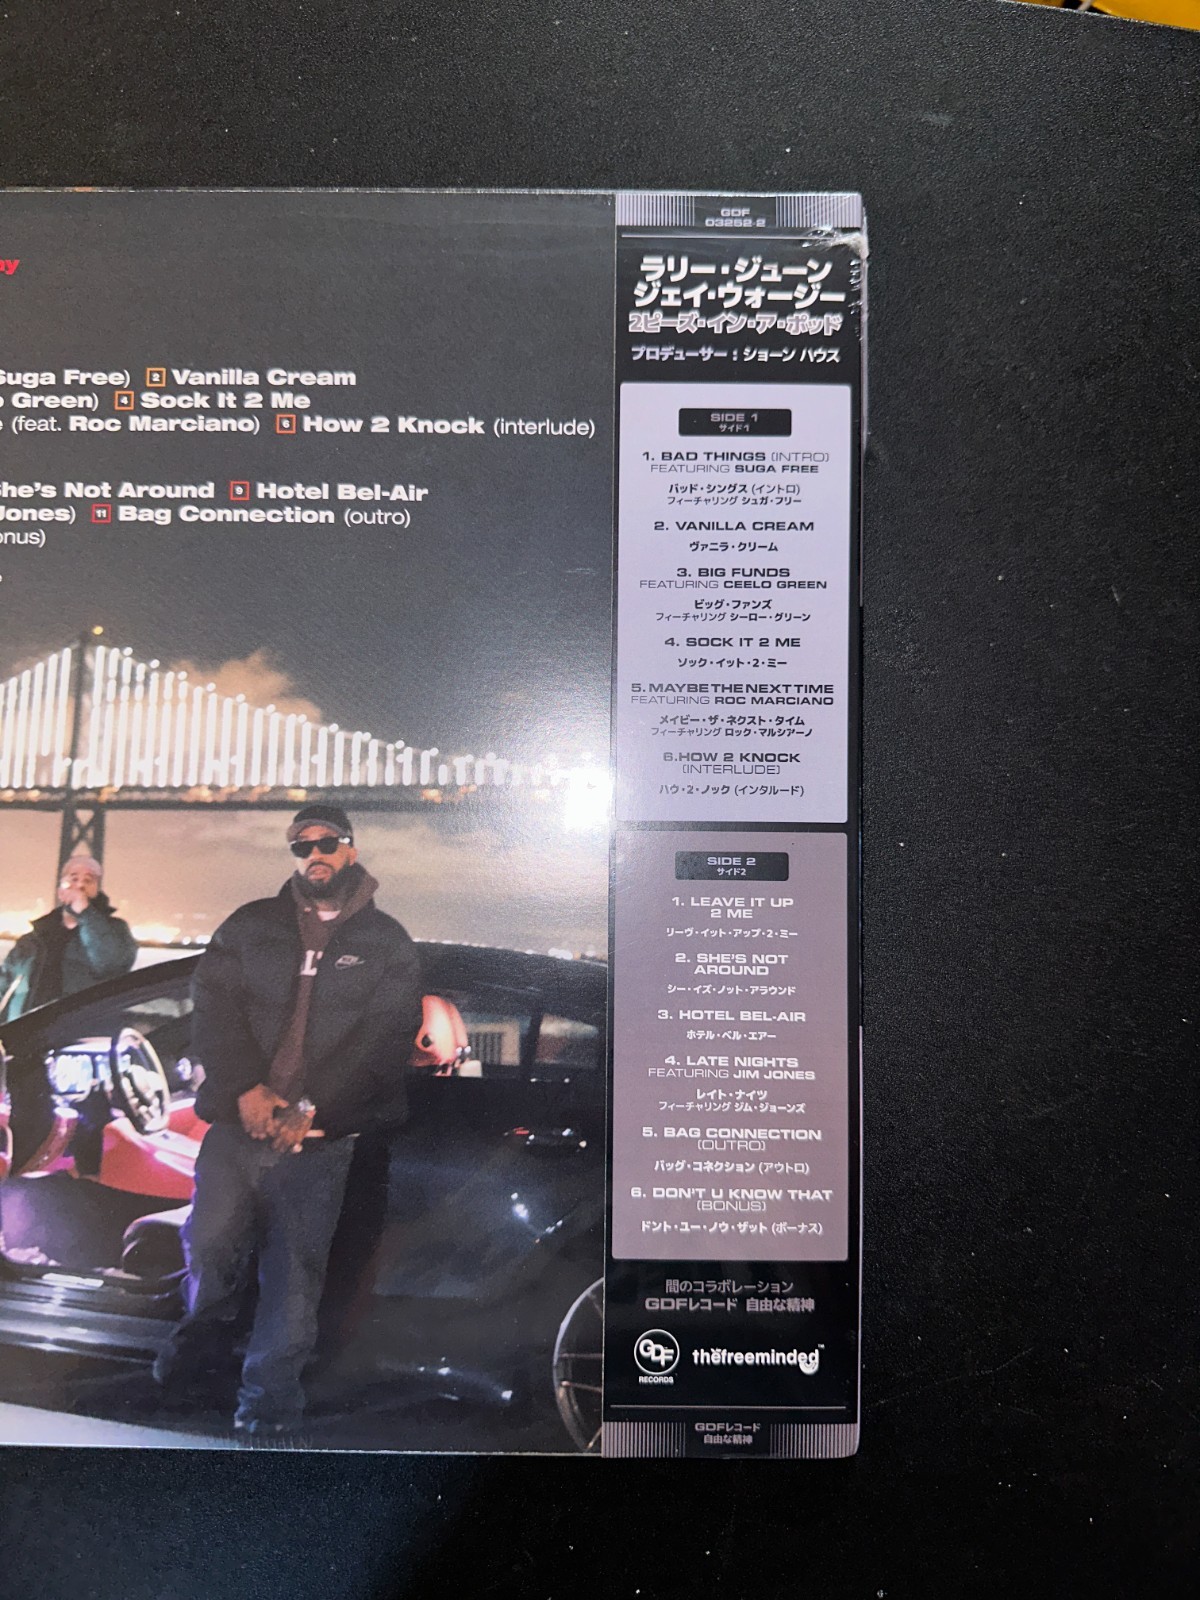 Suga Free) 2 Vanilla Cream
Green) 4 Sock It 2 Me
(feat. Roc Marciano) 6 How 2 Knock (interlude)
She's Not Around 9 Hotel Bel-Air
Jones) 11 Bag Connection (outro)
GDF
03252-2
ラリー・ジューン
ジェイ・ウォージー
2ピーズ・イン・ア・ポッド
プロデューサー：ショーン ハウス
SIDE 1
サイド1
1. BAD THINGS (INTRO)
FEATURING SUGA FREE
バッド・シングス (イントロ)
フィーチャリング シュガ・フリー
2. VANILLA CREAM
ヴァニラ・クリーム
3. BIG FUNDS
FEATURING CEELO GREEN
ビッグ・ファンズ
フィーチャリング シーロー・グリーン
4. SOCK IT 2 ME
ソック・イット・2・ミー
5. MAYBE THE NEXT TIME
FEATURING ROC MARCIANO
メイビー・ザ・ネクスト・タイム
フィーチャリング ロック・マルシアーノ
6.HOW 2 KNOCK
(INTERLUDE)
ハウ・2・ノック (インタルード)
SIDE 2
サイド2
1. LEAVE IT UP
2 ME
リーヴ・イット・アップ・2・ミー
2. SHE'S NOT
AROUND
シー・イズ・ノット・アラウンド
3. HOTEL BEL-AIR
ホテル・ベル・エアー
4. LATE NIGHTS
FEATURING JIM JONES
レイト・ナイツ
フィーチャリング ジム・ジョーンズ
5. BAG CONNECTION
(OUTRO)
バッグ・コネクション (アウトロ)
6. DON'T U KNOW THAT
(BONUS)
ドント・ユー・ノウ・ザット (ボーナス)
間のコラボレーション
GDFレコード 自由な精神
GDF
RECORDS
thefreeminded™
GDFレコード
自由な精神